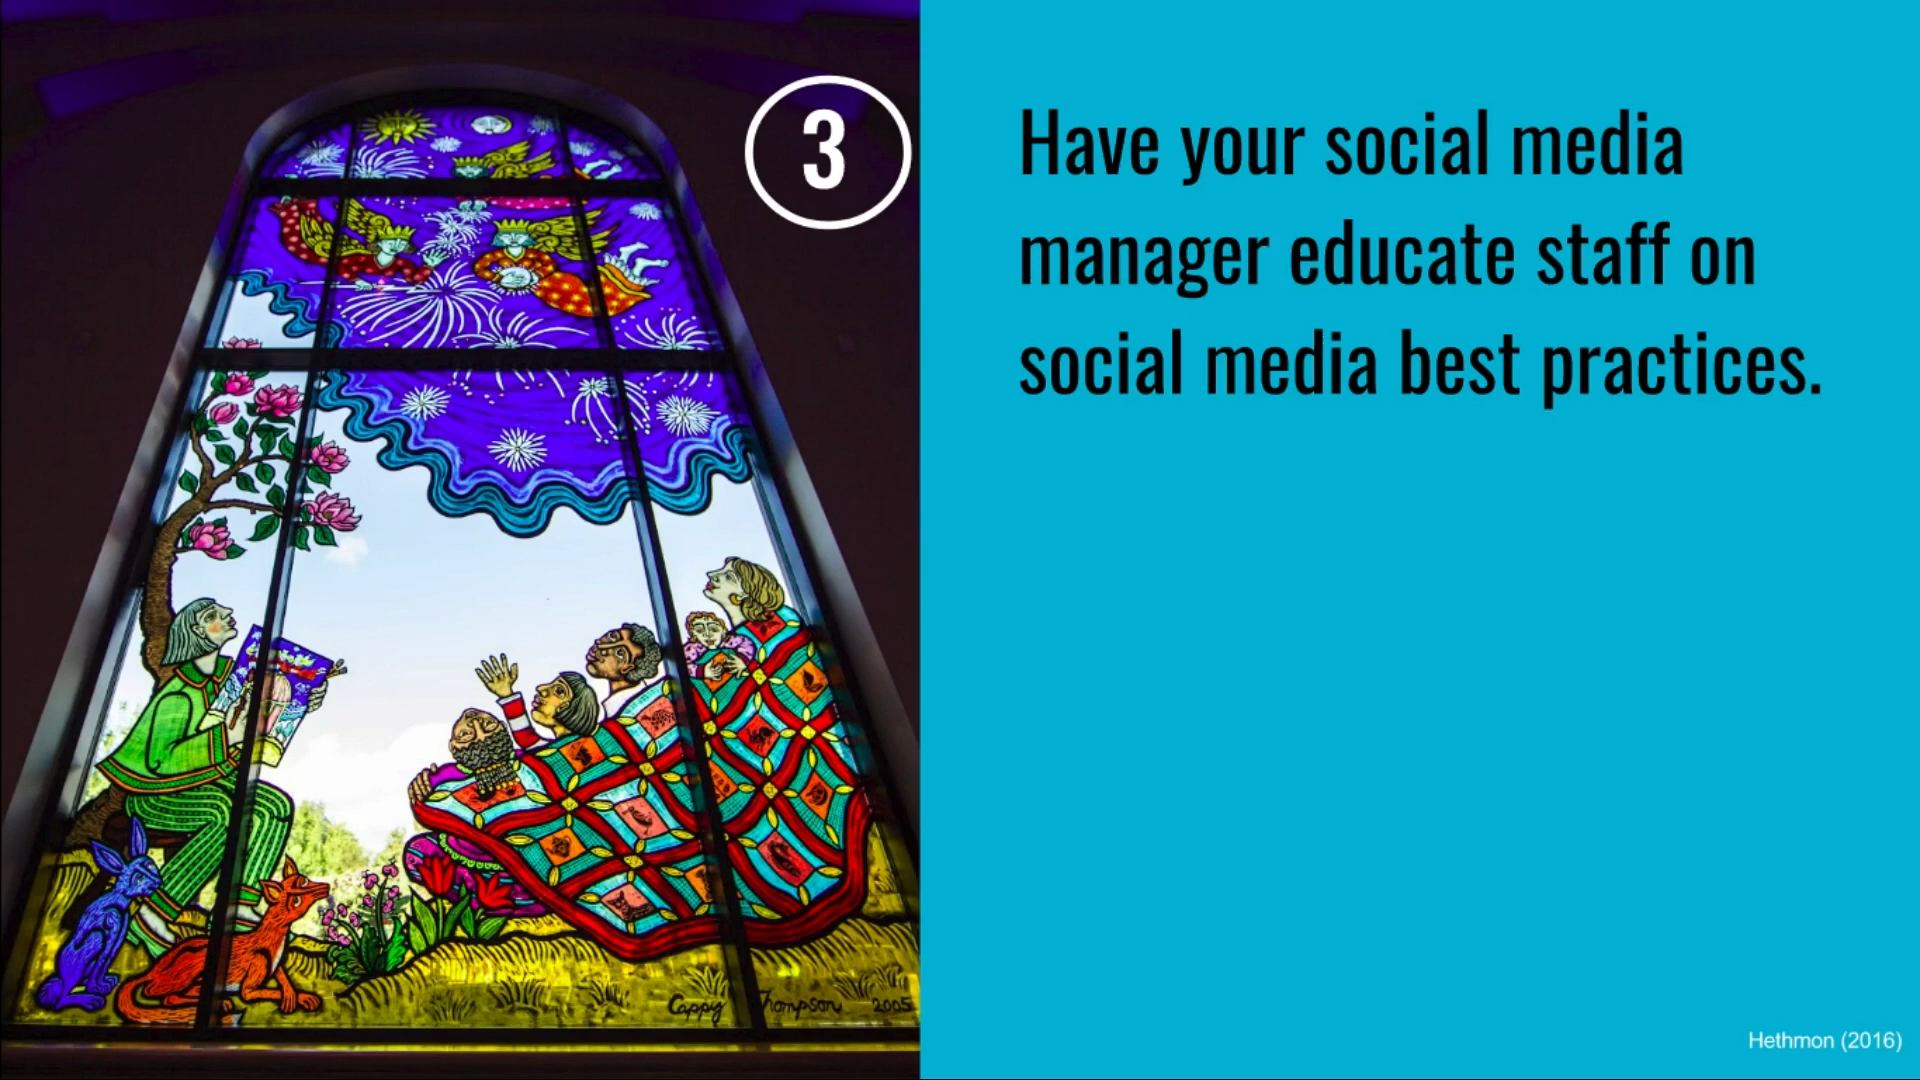 3
Have your social media
manager educate staff on
social media best practices.
Cappy Thompson 2005
Hethmon (2016)